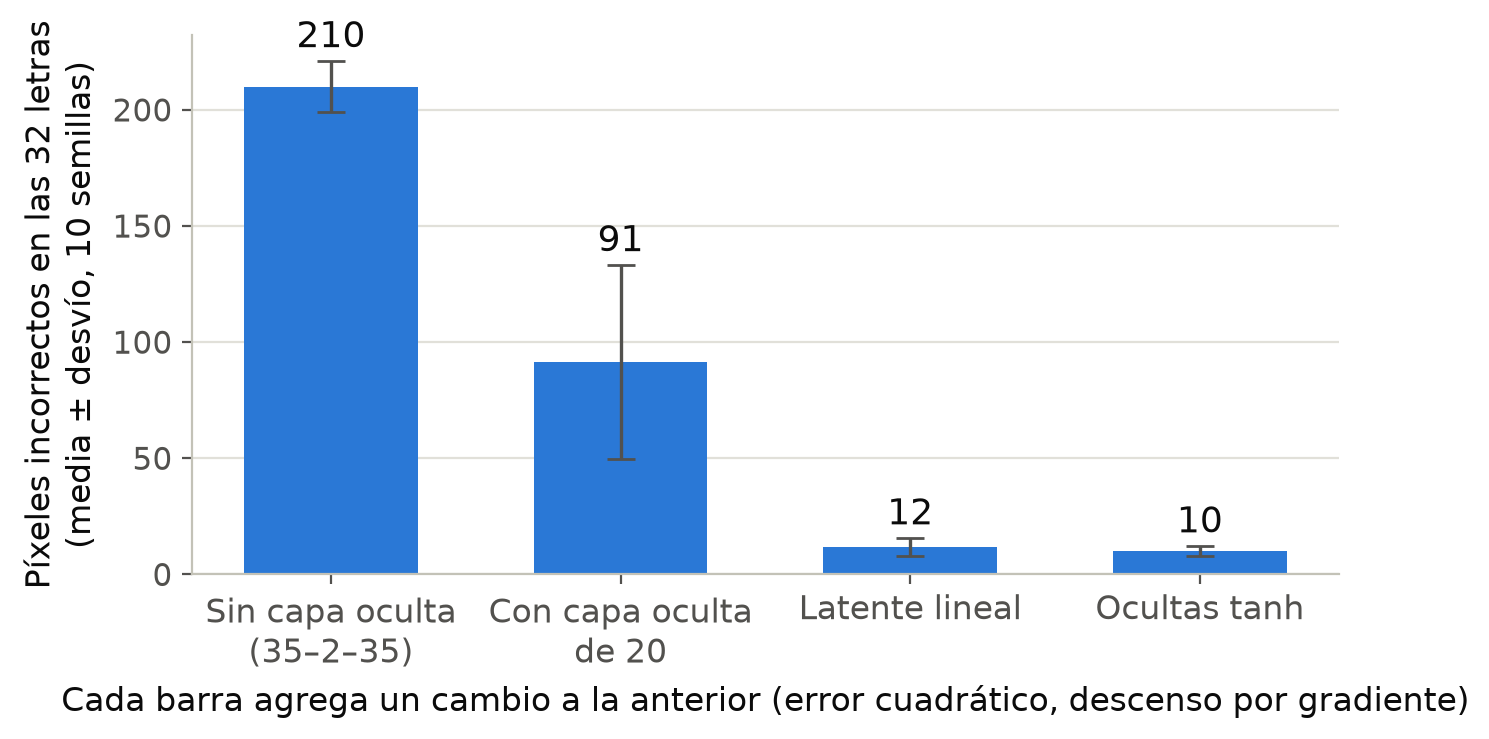 Píxeles incorrectos en las 32 letras
(media ± desvío, 10 semillas)
200
150
100
50
0
210
91
12
10
Sin capa oculta
(35–2–35)
Con capa oculta
de 20
Latente lineal
Ocultas tanh
Cada barra agrega un cambio a la anterior (error cuadrático, descenso por gradiente)